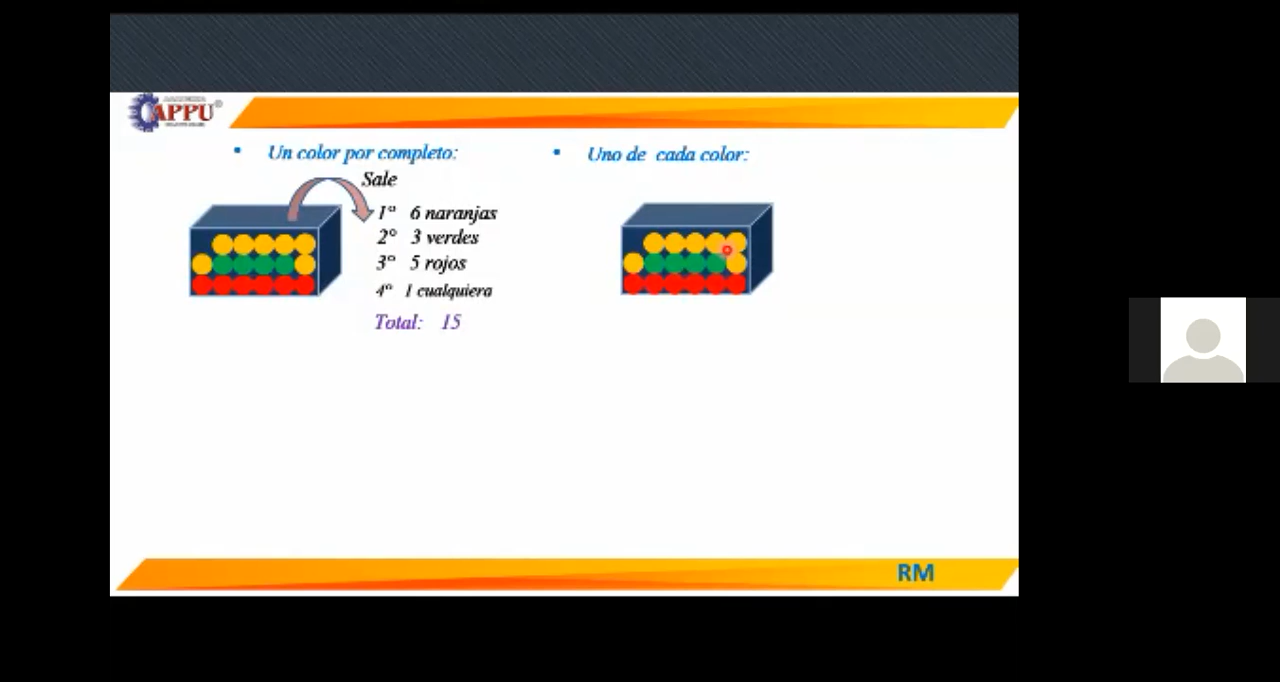 APPU
• Un color por completo:
Sale
1° 6 naranjas
2° 3 verdes
3° 5 rojos
4° 1 cualquiera
Total: 15
• Uno de cada color:
RM